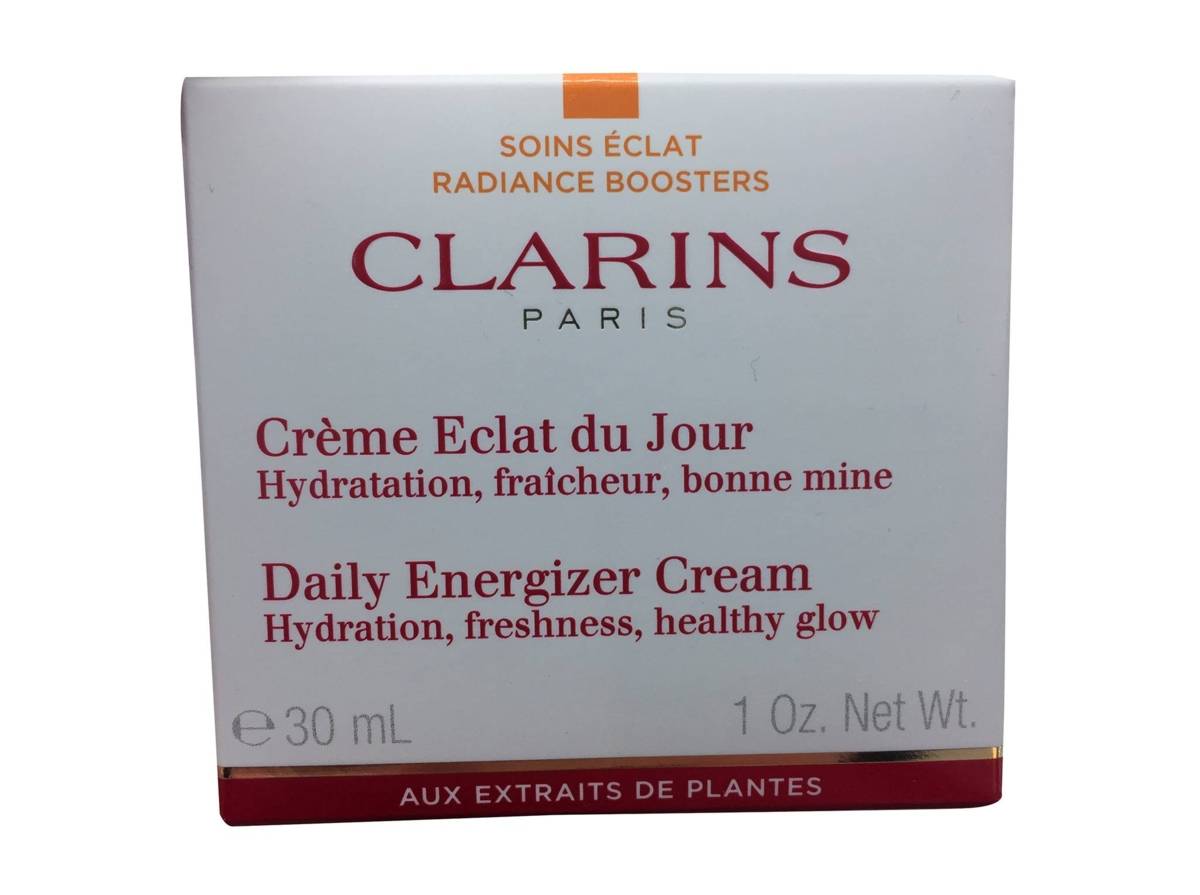 SOINS ÉCLAT
RADIANCE BOOSTERS
CLARINS
PARIS
Crème Eclat du Jour
Hydratation, fraîcheur, bonne mine
Daily Energizer Cream
Hydration, freshness, healthy glow
℮ 30 mL 1 Oz. Net Wt.
AUX EXTRAITS DE PLANTES